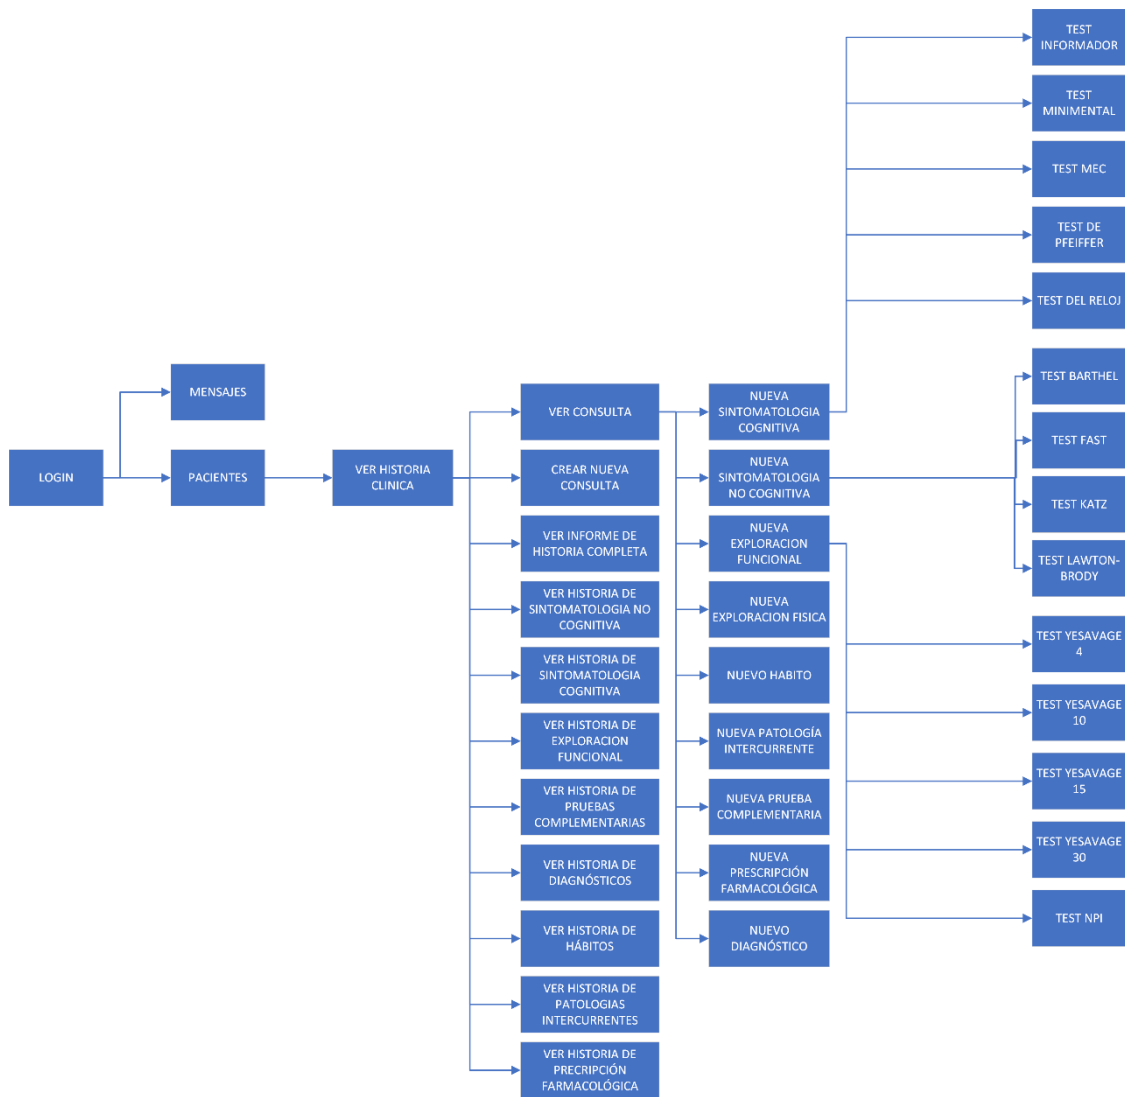 LOGIN
MENSAJES
PACIENTES
VER HISTORIA
CLINICA
VER CONSULTA
CREAR NUEVA
CONSULTA
VER INFORME DE
HISTORIA COMPLETA
VER HISTORIA DE
SINTOMATOLOGIA NO
COGNITIVA
VER HISTORIA DE
SINTOMATOLOGIA
COGNITIVA
VER HISTORIA DE
EXPLORACION
FUNCIONAL
VER HISTORIA DE
PRUEBAS
COMPLEMENTARIAS
VER HISTORIA DE
DIAGNÓSTICOS
VER HISTORIA DE
HÁBITOS
VER HISTORIA DE
PATOLOGIAS
INTERCURRENTES
VER HISTORIA DE
PRECRIPCIÓN
FARMACOLÓGICA
NUEVA
SINTOMATOLOGIA
COGNITIVA
NUEVA
SINTOMATOLOGIA
NO COGNITIVA
NUEVA
EXPLORACION
FUNCIONAL
NUEVA
EXPLORACION FISICA
NUEVO HABITO
NUEVA PATOLOGÍA
INTERCURRENTE
NUEVA PRUEBA
COMPLEMENTARIA
NUEVA
PRESCRIPCIÓN
FARMACOLÓGICA
NUEVO
DIAGNÓSTICO
TEST
INFORMADOR
TEST
MINIMENTAL
TEST MEC
TEST DE
PFEIFFER
TEST DEL RELOJ
TEST BARTHEL
TEST FAST
TEST KATZ
TEST LAWTON-
BRODY
TEST YESAVAGE
4
TEST YESAVAGE
10
TEST YESAVAGE
15
TEST YESAVAGE
30
TEST NPI